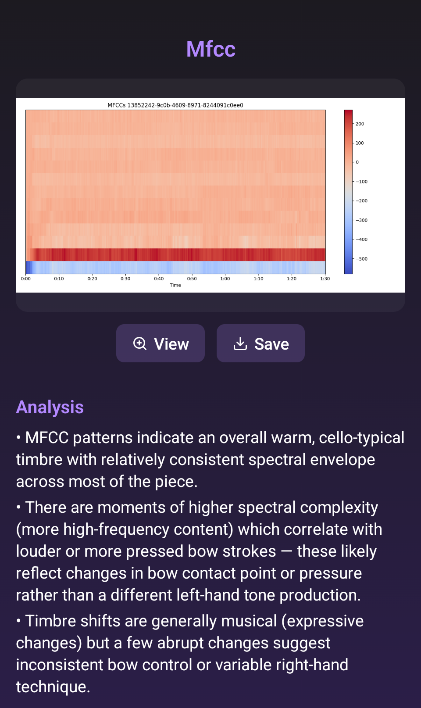 Mfcc
MFCCs 13852242-9c0b-4609-8971-8244091c0ee0
200
100
0
−100
−200
−300
−400
−500
0:00 0:10 0:20 0:30 0:40 0:50 1:00 1:10 1:20 1:30
Time
View Save
Analysis
• MFCC patterns indicate an overall warm, cello-typical
timbre with relatively consistent spectral envelope
across most of the piece.
• There are moments of higher spectral complexity
(more high-frequency content) which correlate with
louder or more pressed bow strokes — these likely
reflect changes in bow contact point or pressure
rather than a different left-hand tone production.
• Timbre shifts are generally musical (expressive
changes) but a few abrupt changes suggest
inconsistent bow control or variable right-hand
technique.